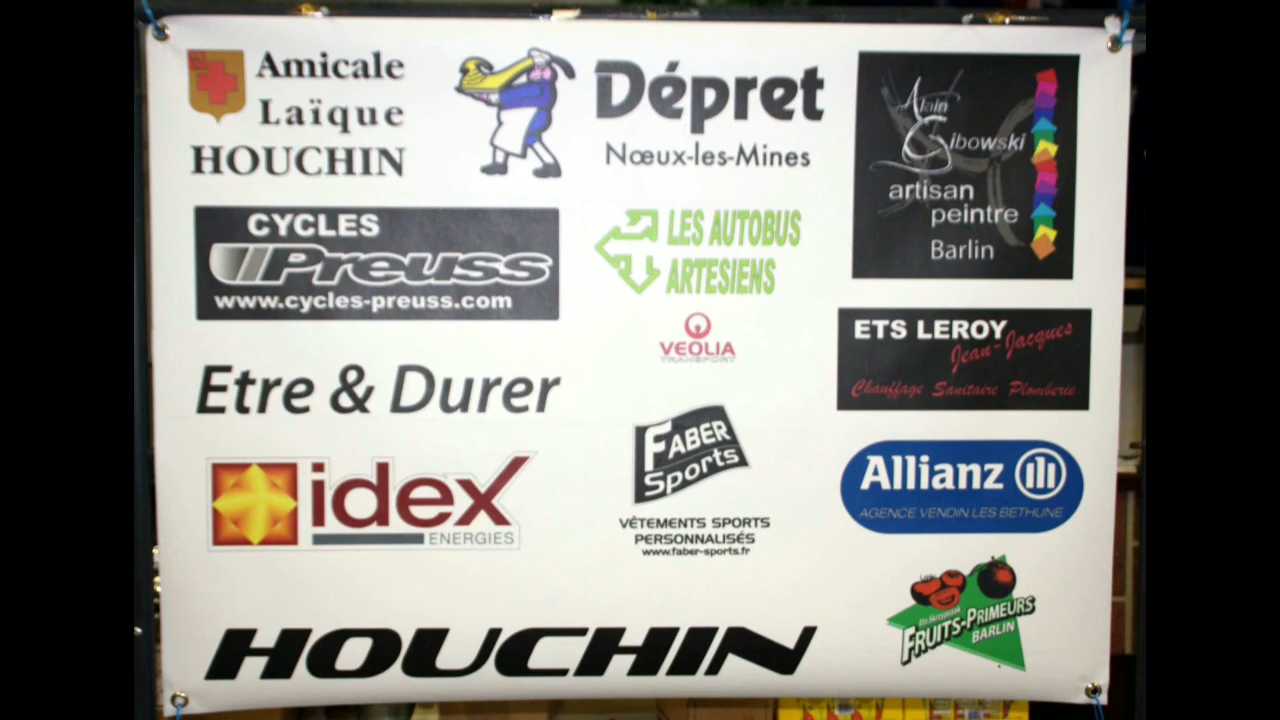 Amicale
Laïque
HOUCHIN
Dépret
Nœux-les-Mines
Alain
Gibowski
artisan
peintre
Barlin
CYCLES
Preuss
www.cycles-preuss.com
LES AUTOBUS
ARTESIENS
VEOLIA
TRANSPORT
ETS LEROY
Jean-Jacques
Chauffage Sanitaire Plomberie
Etre & Durer
idex
ENERGIES
FABER
Sports
VÊTEMENTS SPORTS
PERSONNALISÉS
www.faber-sports.fr
Allianz
AGENCE VENDIN LES BETHUNE
FRUITS-PRIMEURS
BARLIN
HOUCHIN